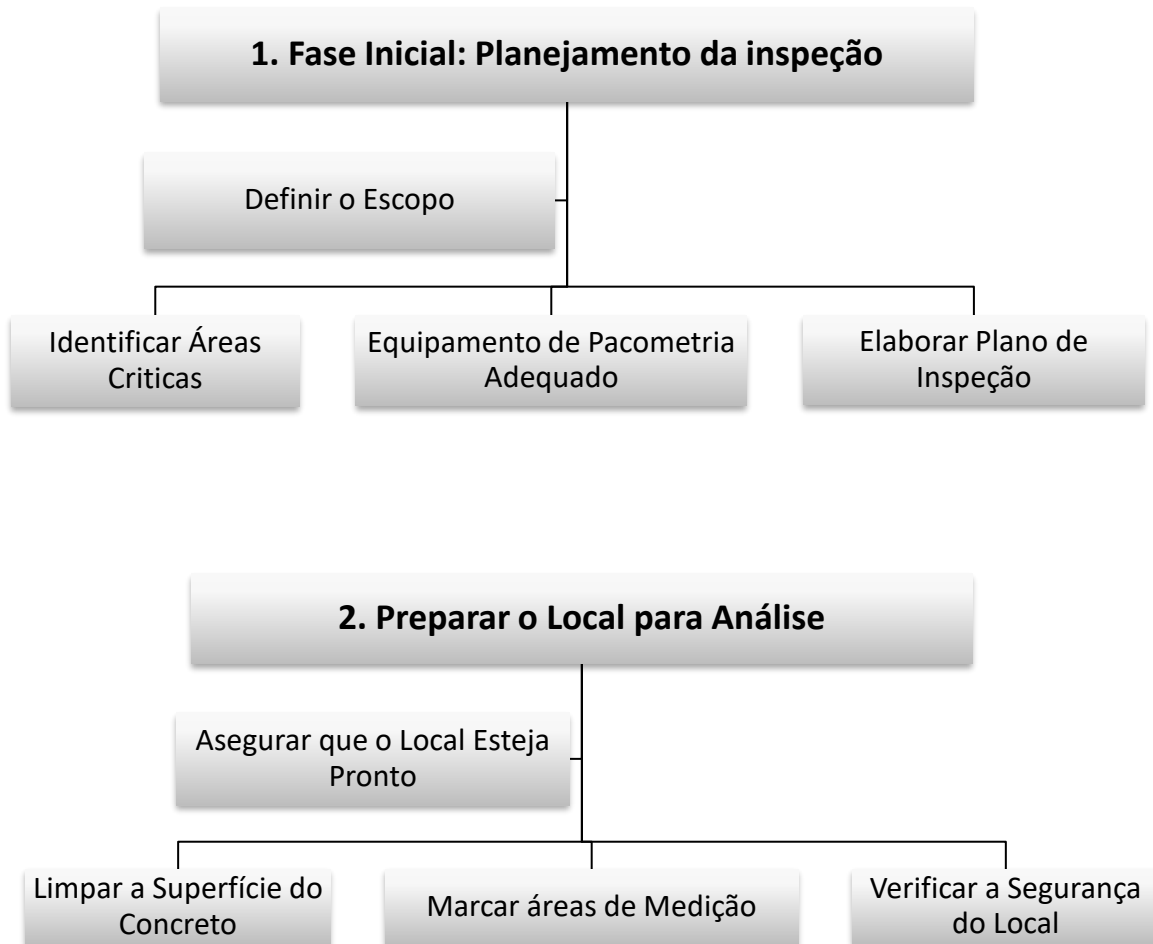 1. Fase Inicial: Planejamento da inspeção
Definir o Escopo
Identificar Áreas
Criticas
Equipamento de Pacometria
Adequado
Elaborar Plano de
Inspeção
2. Preparar o Local para Análise
Asegurar que o Local Esteja
Pronto
Limpar a Superfície do
Concreto
Marcar áreas de Medição
Verificar a Segurança
do Local